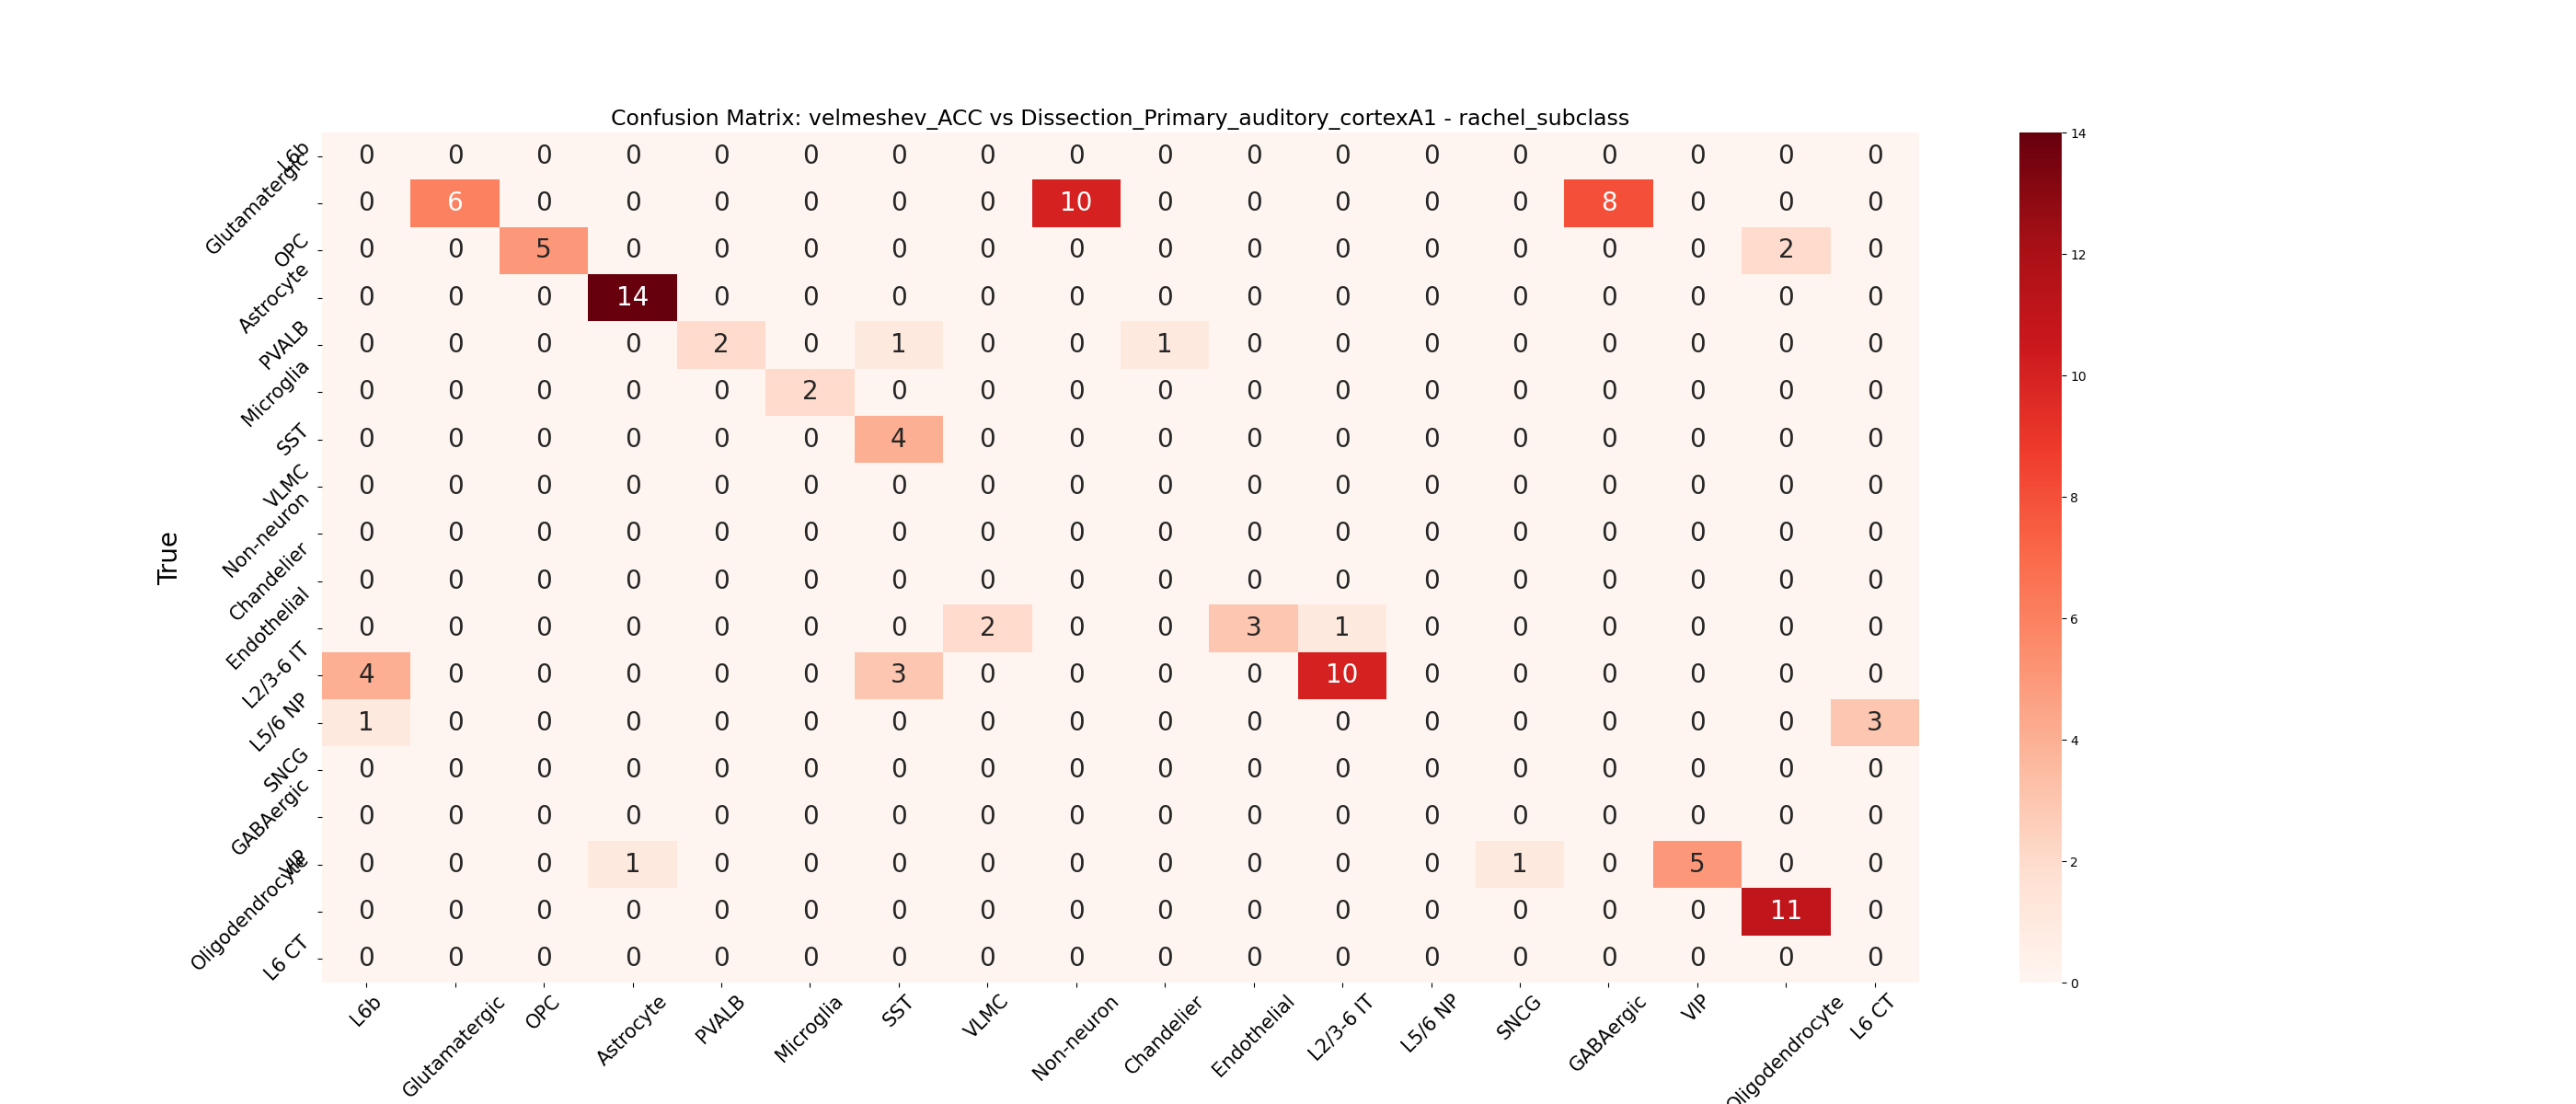 Confusion Matrix: velmeshev_ACC vs Dissection_Primary_auditory_cortexA1 - rachel_subclass
True
L6b 0 0 0 0 0 0 0 0 0 0 0 0 0 0 0 0 0 0
Glutamatergic 0 6 0 0 0 0 0 0 10 0 0 0 0 0 8 0 0 0
OPC 0 0 5 0 0 0 0 0 0 0 0 0 0 0 0 0 2 0
Astrocyte 0 0 0 14 0 0 0 0 0 0 0 0 0 0 0 0 0 0
PVALB 0 0 0 0 2 0 1 0 0 1 0 0 0 0 0 0 0 0
Microglia 0 0 0 0 0 2 0 0 0 0 0 0 0 0 0 0 0 0
SST 0 0 0 0 0 0 4 0 0 0 0 0 0 0 0 0 0 0
VLMC 0 0 0 0 0 0 0 0 0 0 0 0 0 0 0 0 0 0
Non-neuron 0 0 0 0 0 0 0 0 0 0 0 0 0 0 0 0 0 0
Chandelier 0 0 0 0 0 0 0 0 0 0 0 0 0 0 0 0 0 0
Endothelial 0 0 0 0 0 0 0 2 0 0 3 1 0 0 0 0 0 0
L2/3-6 IT 4 0 0 0 0 0 3 0 0 0 0 10 0 0 0 0 0 0
L5/6 NP 1 0 0 0 0 0 0 0 0 0 0 0 0 0 0 0 0 3
SNCG 0 0 0 0 0 0 0 0 0 0 0 0 0 0 0 0 0 0
GABAergic 0 0 0 0 0 0 0 0 0 0 0 0 0 0 0 0 0 0
VIP 0 0 0 1 0 0 0 0 0 0 0 0 0 1 0 5 0 0
Oligodendrocyte 0 0 0 0 0 0 0 0 0 0 0 0 0 0 0 0 11 0
L6 CT 0 0 0 0 0 0 0 0 0 0 0 0 0 0 0 0 0 0
L6b Glutamatergic OPC Astrocyte PVALB Microglia SST VLMC Non-neuron Chandelier Endothelial L2/3-6 IT L5/6 NP SNCG GABAergic VIP Oligodendrocyte L6 CT
14
12
10
8
6
4
2
0